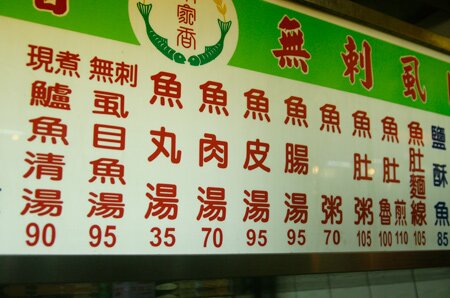 家香
無刺虱
現煮鱸魚清湯 90
無刺虱目魚湯 95
魚丸湯 35
魚肉湯 70
魚皮湯 95
魚腸湯 95
魚粥 70
魚肚粥 105
魚肚魯煎 100 110
魚肚麵線 105
鹽酥魚 85